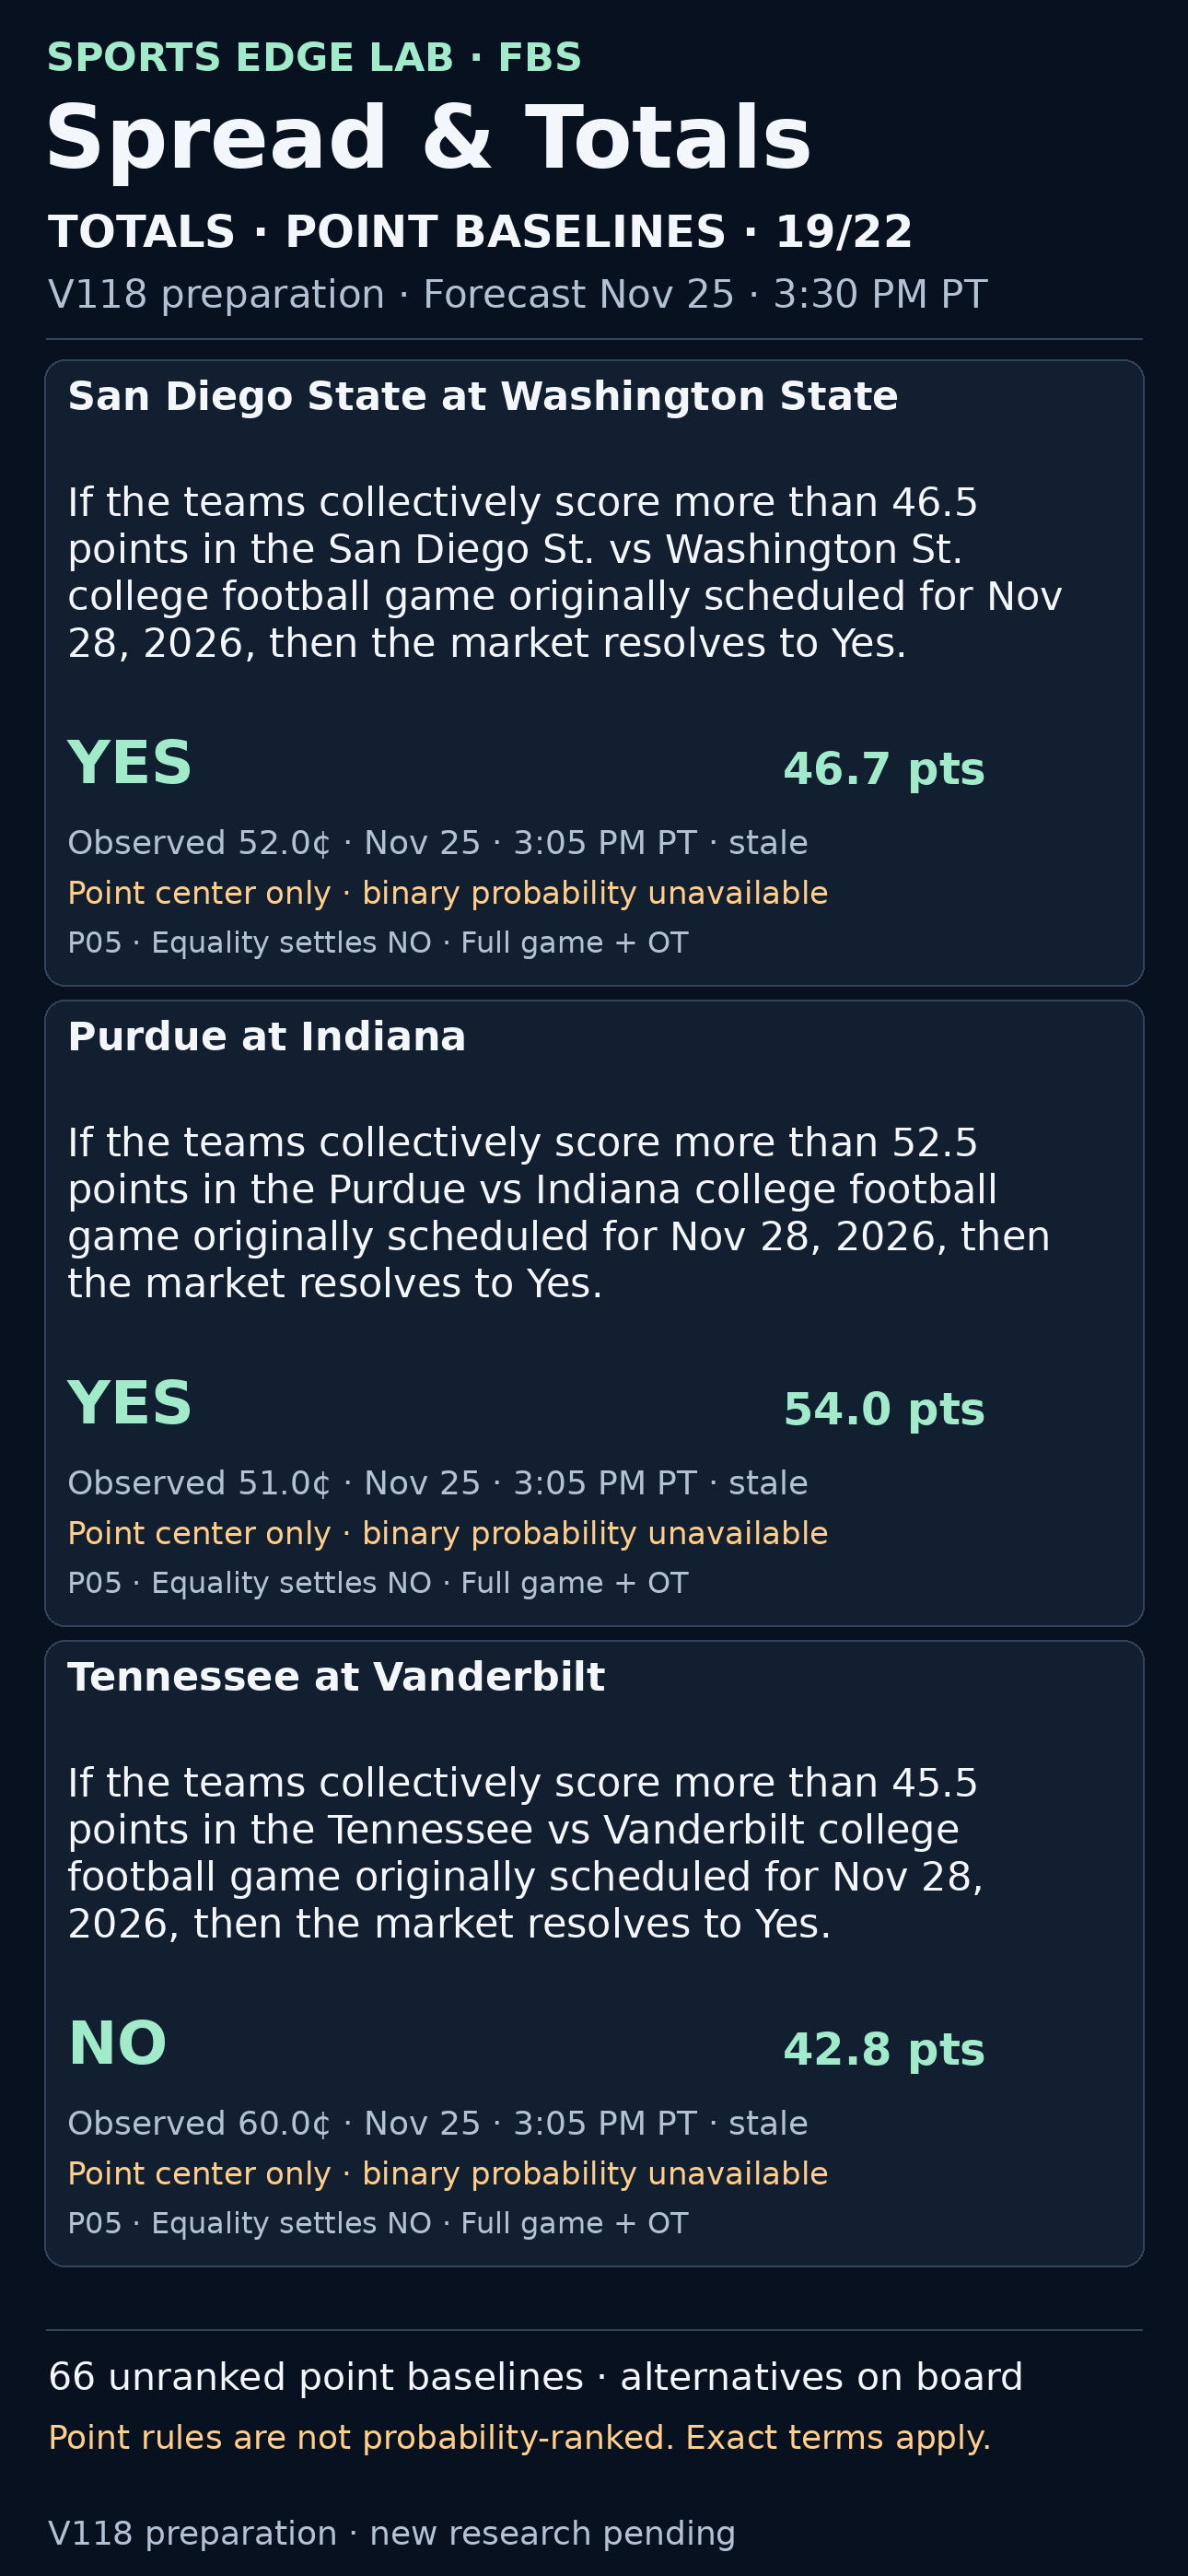 SPORTS EDGE LAB · FBS
Spread & Totals
TOTALS · POINT BASELINES · 19/22
V118 preparation · Forecast Nov 25 · 3:30 PM PT
San Diego State at Washington State
If the teams collectively score more than 46.5
points in the San Diego St. vs Washington St.
college football game originally scheduled for Nov
28, 2026, then the market resolves to Yes.
YES 46.7 pts
Observed 52.0¢ · Nov 25 · 3:05 PM PT · stale
Point center only · binary probability unavailable
P05 · Equality settles NO · Full game + OT
Purdue at Indiana
If the teams collectively score more than 52.5
points in the Purdue vs Indiana college football
game originally scheduled for Nov 28, 2026, then
the market resolves to Yes.
YES 54.0 pts
Observed 51.0¢ · Nov 25 · 3:05 PM PT · stale
Point center only · binary probability unavailable
P05 · Equality settles NO · Full game + OT
Tennessee at Vanderbilt
If the teams collectively score more than 45.5
points in the Tennessee vs Vanderbilt college
football game originally scheduled for Nov 28,
2026, then the market resolves to Yes.
NO 42.8 pts
Observed 60.0¢ · Nov 25 · 3:05 PM PT · stale
Point center only · binary probability unavailable
P05 · Equality settles NO · Full game + OT
66 unranked point baselines · alternatives on board
Point rules are not probability-ranked. Exact terms apply.
V118 preparation · new research pending